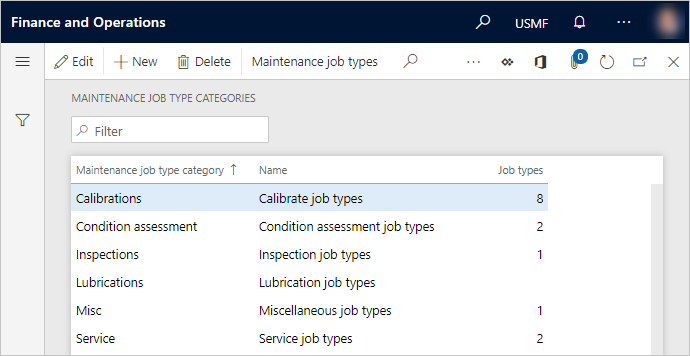 Finance and Operations USMF ...
Edit New Delete Maintenance job types ... 0
MAINTENANCE JOB TYPE CATEGORIES
Filter
Maintenance job type category ↑ Name Job types
Calibrations Calibrate job types 8
Condition assessment Condition assessment job types 2
Inspections Inspection job types 1
Lubrications Lubrication job types
Misc Miscellaneous job types 1
Service Service job types 2